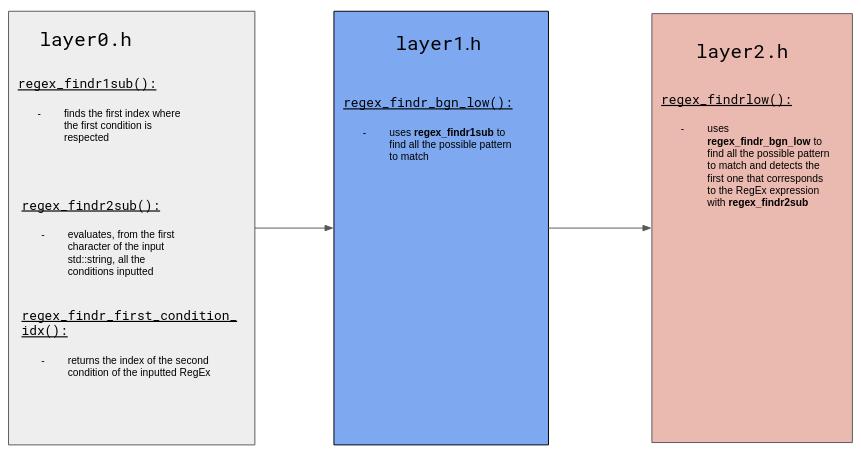 layer0.h
regex_findr1sub():
- finds the first index where
the first condition is
respected
regex_findr2sub():
- evaluates, from the first
character of the input
std::string, all the
conditions inputted
regex_findr_first_condition_
idx():
- returns the index of the second
condition of the inputted RegEx
layer1.h
regex_findr_bgn_low():
- uses regex_findr1sub to
find all the possible pattern
to match
layer2.h
regex_findrlow():
- uses
regex_findr_bgn_low to
find all the possible pattern
to match and detects the
first one that corresponds
to the RegEx expression
with regex_findr2sub